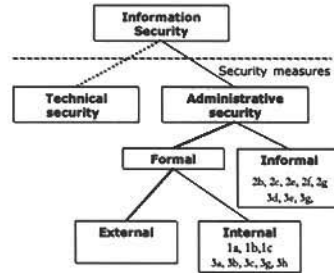 Information
Security
Security measures
Technical
security
Administrative
security
Formal
Informal
2b, 2c, 2e, 2f, 2g
3d, 3e, 3g,
External
Internal
1a, 1b,1c
3a, 3b, 3c, 3g, 3h